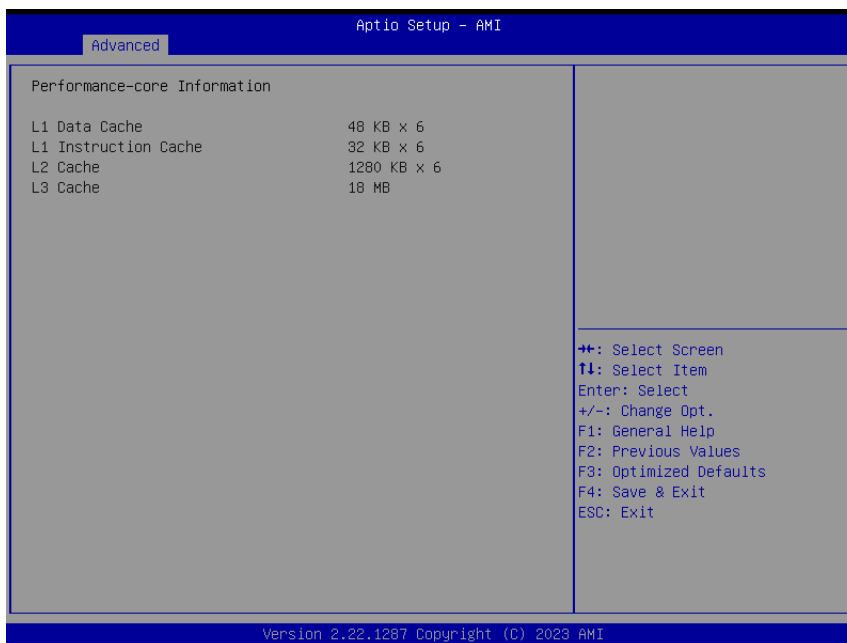 Aptio Setup – AMI
Advanced
Performance-core Information
L1 Data Cache 48 KB x 6
L1 Instruction Cache 32 KB x 6
L2 Cache 1280 KB x 6
L3 Cache 18 MB
→←: Select Screen
↑↓: Select Item
Enter: Select
+/-: Change Opt.
F1: General Help
F2: Previous Values
F3: Optimized Defaults
F4: Save & Exit
ESC: Exit
Version 2.22.1287 Copyright (C) 2023 AMI